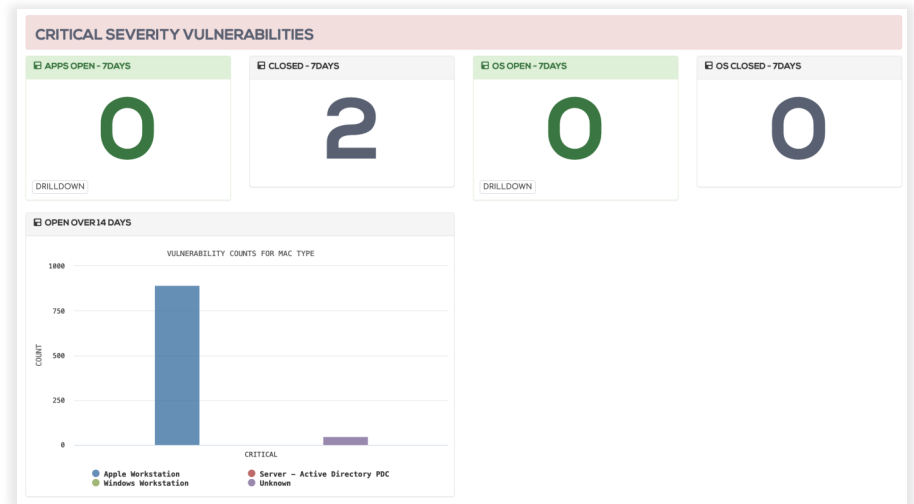 CRITICAL SEVERITY VULNERABILITIES
APPS OPEN - 7DAYS
CLOSED - 7DAYS
OS OPEN - 7DAYS
OS CLOSED - 7DAYS
0
2
0
0
DRILLDOWN
DRILLDOWN
OPEN OVER 14 DAYS
VULNERABILITY COUNTS FOR MAC TYPE
1000
750
500
250
0
COUNT
CRITICAL
Apple Workstation
Server - Active Directory PDC
Windows Workstation
Unknown